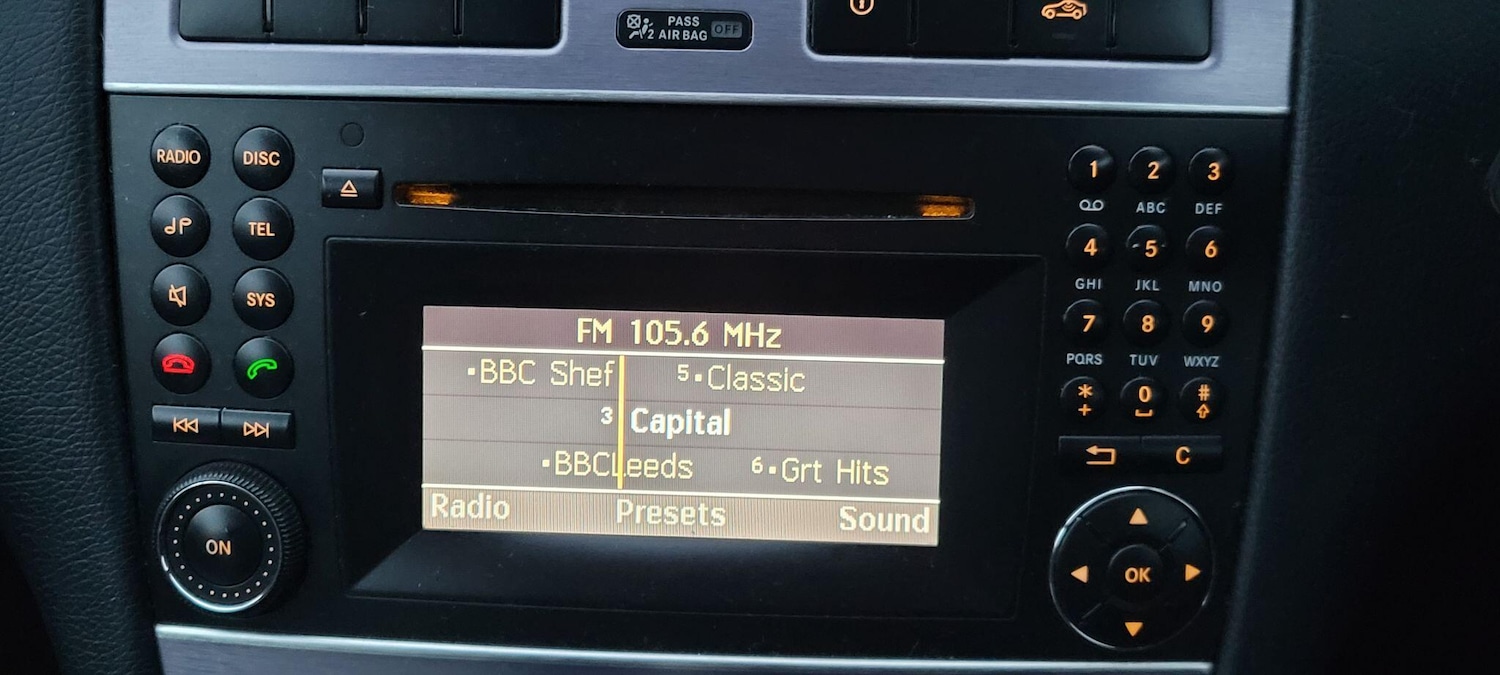 PASS
2 AIRBAG OFF
RADIO DISC
TEL
SYS
ON
FM 105.6 MHz
BBC Shef 5 Classic
3 Capital
BBCLeeds 6 Grt Hits
Radio Presets Sound
1 2 3
ABC DEF
4 5 6
GHI JKL MNO
7 8 9
PQRS TUV WXYZ
* 0 #
+
C
OK